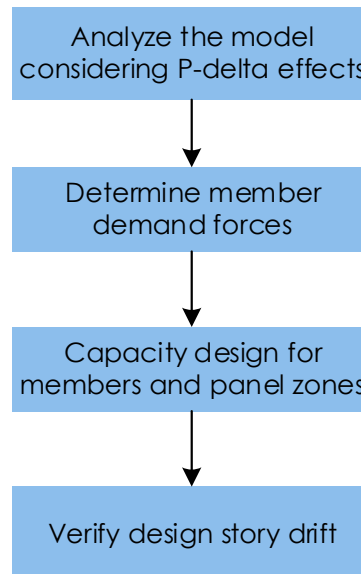 Analyze the model
considering P-delta effects
Determine member
demand forces
Capacity design for
members and panel zones
Verify design story drift